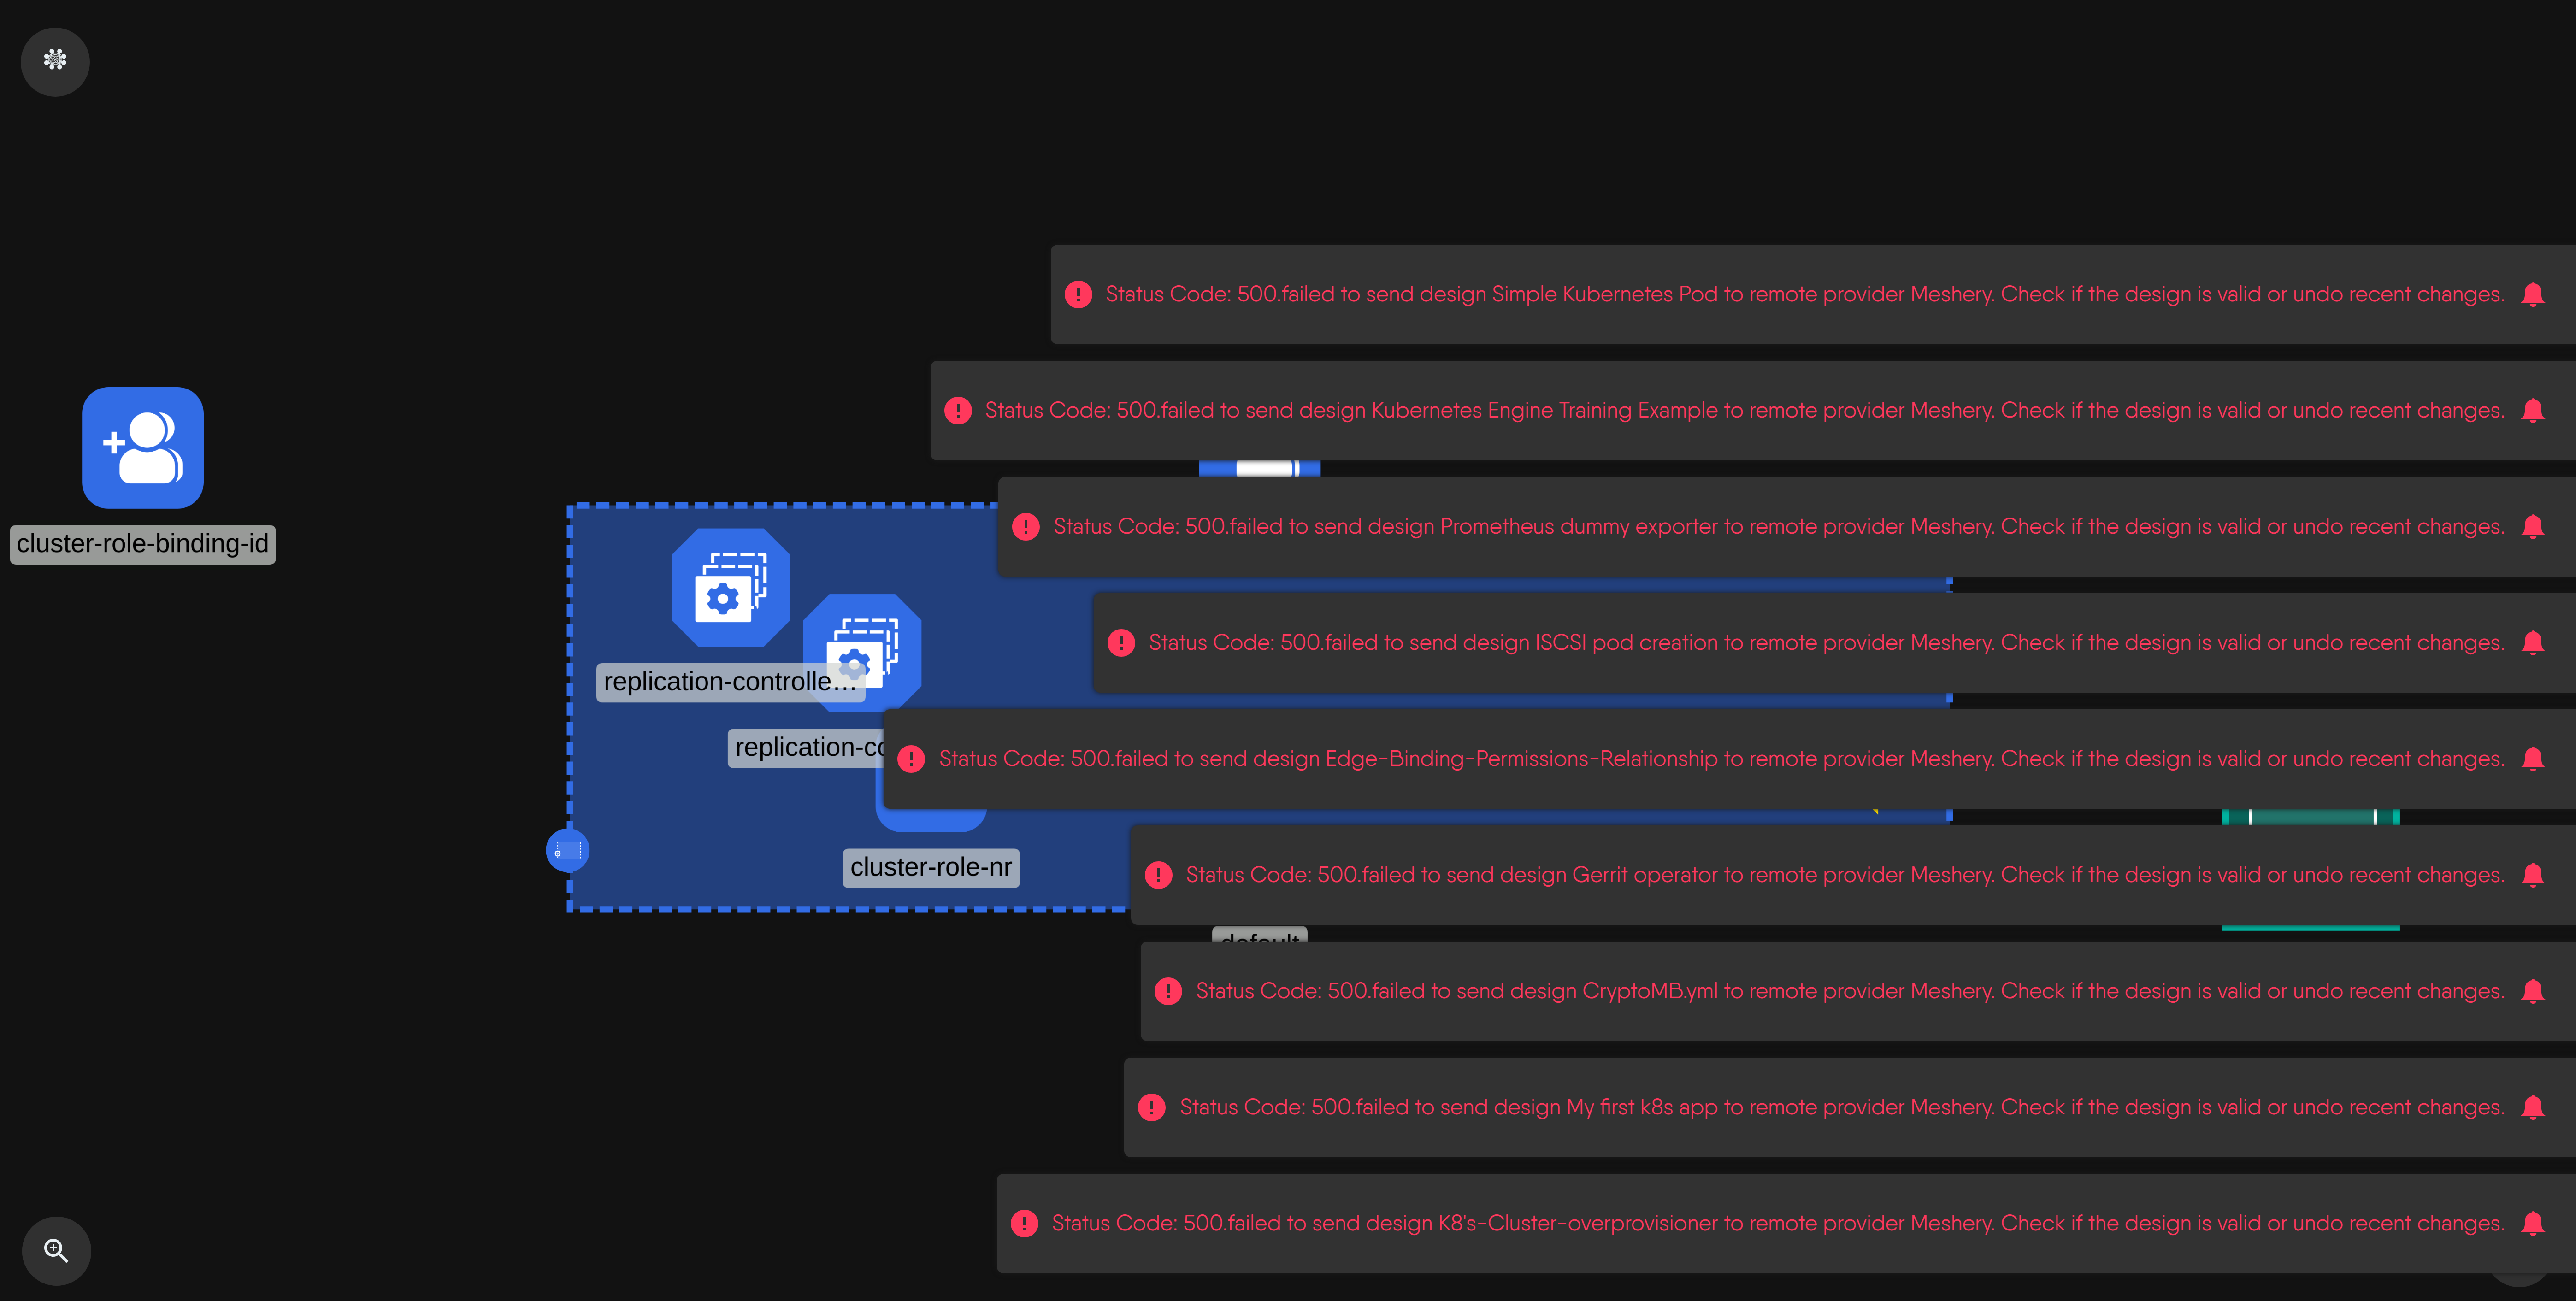 Status Code: 500.failed to send design Simple Kubernetes Pod to remote provider Meshery. Check if the design is valid or undo recent changes.
Status Code: 500.failed to send design Kubernetes Engine Training Example to remote provider Meshery. Check if the design is valid or undo recent changes.
Status Code: 500.failed to send design Prometheus dummy exporter to remote provider Meshery. Check if the design is valid or undo recent changes.
cluster-role-binding-id
Status Code: 500.failed to send design ISCSI pod creation to remote provider Meshery. Check if the design is valid or undo recent changes.
replication-controlle...
replication-co
Status Code: 500.failed to send design Edge-Binding-Permissions-Relationship to remote provider Meshery. Check if the design is valid or undo recent changes.
cluster-role-nr
Status Code: 500.failed to send design Gerrit operator to remote provider Meshery. Check if the design is valid or undo recent changes.
default
Status Code: 500.failed to send design CryptoMB.yml to remote provider Meshery. Check if the design is valid or undo recent changes.
Status Code: 500.failed to send design My first k8s app to remote provider Meshery. Check if the design is valid or undo recent changes.
Status Code: 500.failed to send design K8's-Cluster-overprovisioner to remote provider Meshery. Check if the design is valid or undo recent changes.